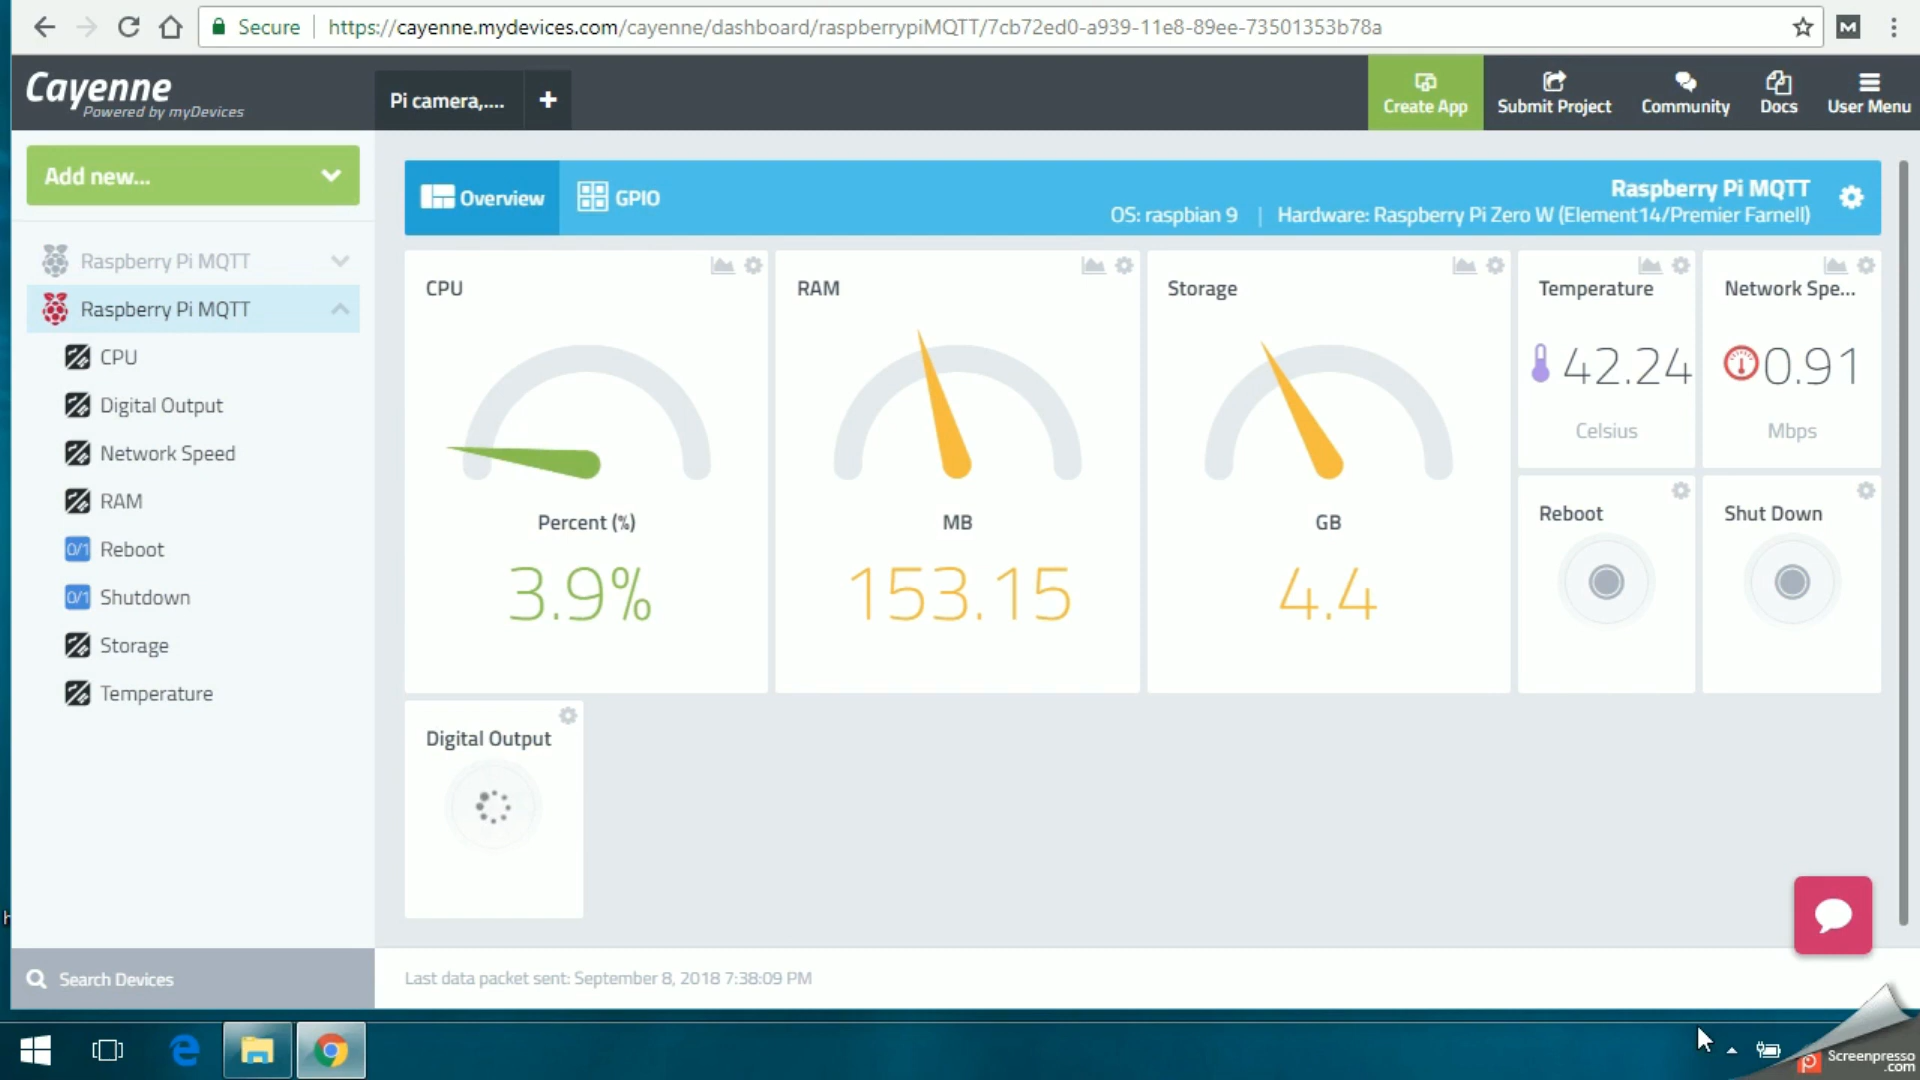 Secure
https://cayenne.mydevices.com/cayenne/dashboard/raspberrypiMQTT/7cb72ed0-a939-11e8-89ee-73501353b78a
M
Cayenne
Powered by myDevices
Pi camera,....
+
Create App
Submit Project
Community
Docs
User Menu
Add new...
Raspberry Pi MQTT
Raspberry Pi MQTT
CPU
Digital Output
Network Speed
RAM
0/1 Reboot
0/1 Shutdown
Storage
Temperature
Search Devices
Overview
GPIO
Raspberry Pi MQTT
OS: raspbian 9 | Hardware: Raspberry Pi Zero W (Element14/Premier Farnell)
CPU
Percent (%)
3.9%
RAM
MB
153.15
Storage
GB
4.4
Temperature
42.24
Celsius
Network Spe...
0.91
Mbps
Reboot
Shut Down
Digital Output
Last data packet sent: September 8, 2018 7:38:09 PM
Screenpresso
.com